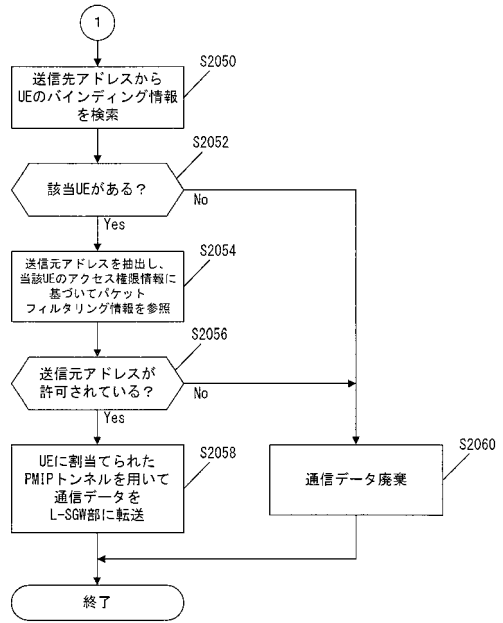 1
S2050
送信先アドレスから
UEのバインディング情報
を検索
S2052
該当UEがある?
No
Yes
S2054
送信元アドレスを抽出し、
当該UEのアクセス権限情報に
基づいてパケット
フィルタリング情報を参照
S2056
送信元アドレスが
許可されている?
No
Yes
S2058
UEに割当てられた
PMIPトンネルを用いて
通信データを
L-SGW部に転送
S2060
通信データ廃棄
終了